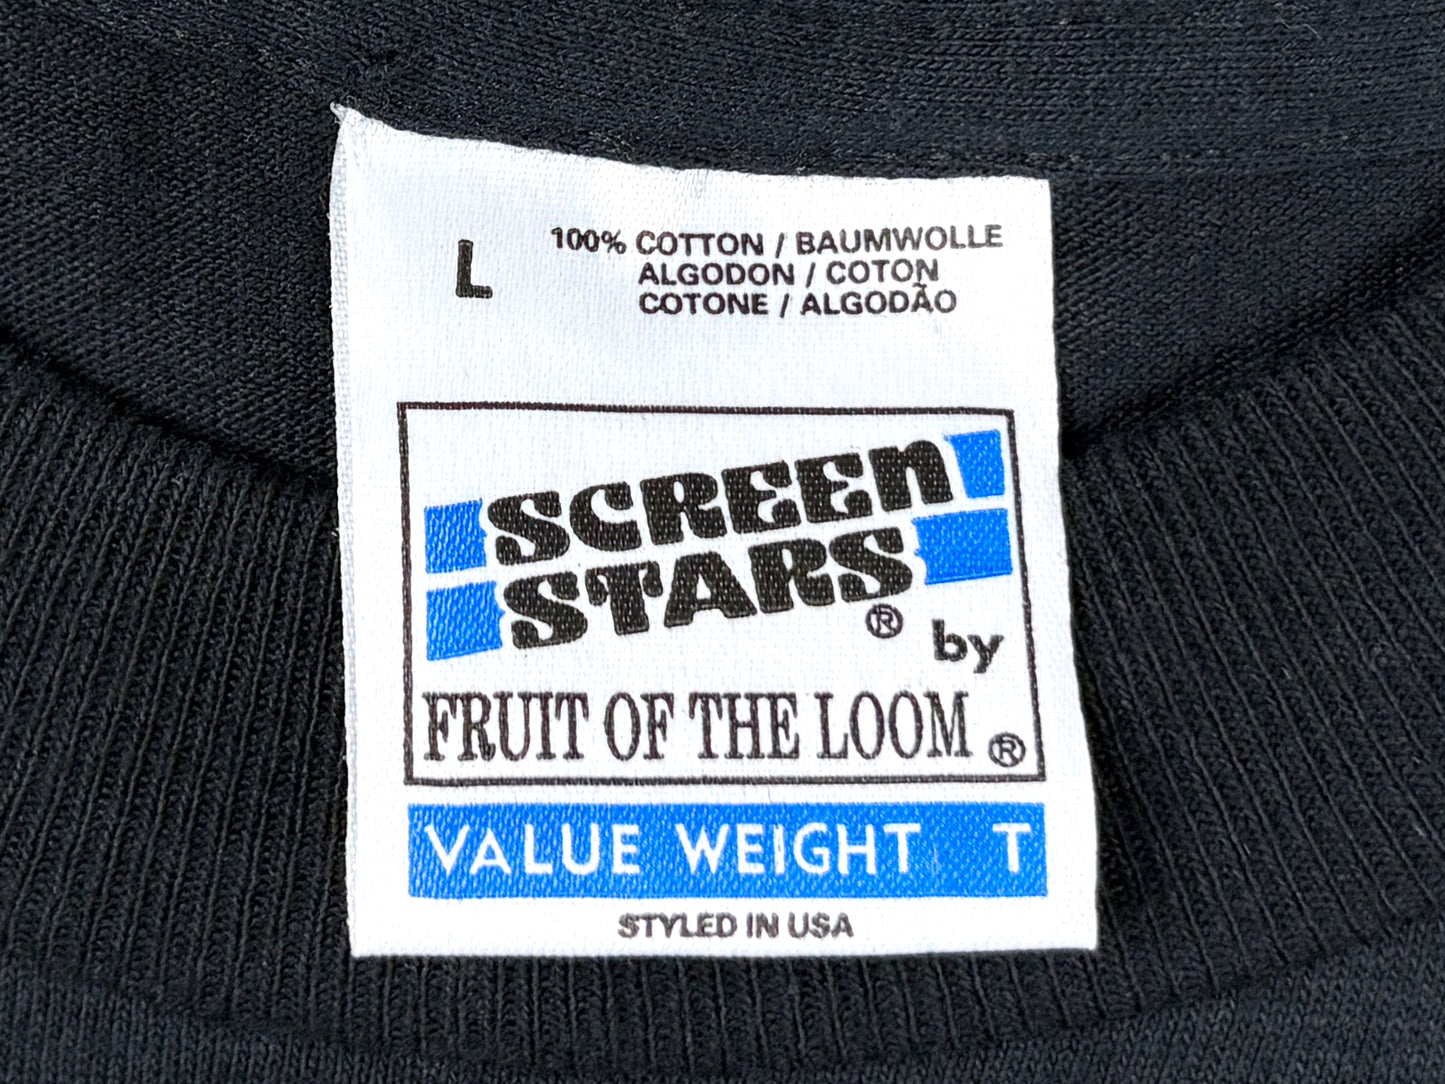 L
100% COTTON / BAUMWOLLE
ALGODON / COTON
COTONE / ALGODÃO
SCREEn
STARS ®
by
FRUIT OF THE LOOM ®
VALUE WEIGHT T
STYLED IN USA